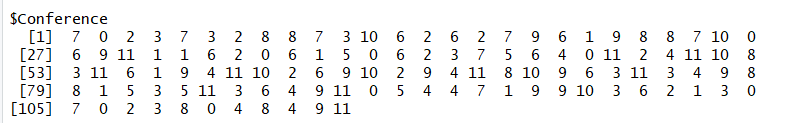 $Conference
[1] 7 0 2 3 7 3 2 8 8 7 3 10 6 2 6 2 7 9 6 1 9 8 8 7 10 0
[27] 6 9 11 1 1 6 2 0 6 1 5 0 6 2 3 7 5 6 4 0 11 2 4 11 10 8
[53] 3 11 6 1 9 4 11 10 2 6 9 10 2 9 4 11 8 10 9 6 3 11 3 4 9 8
[79] 8 1 5 3 5 11 3 6 4 9 11 0 5 4 4 7 1 9 9 10 3 6 2 1 3 0
[105] 7 0 2 3 8 0 4 8 4 9 11